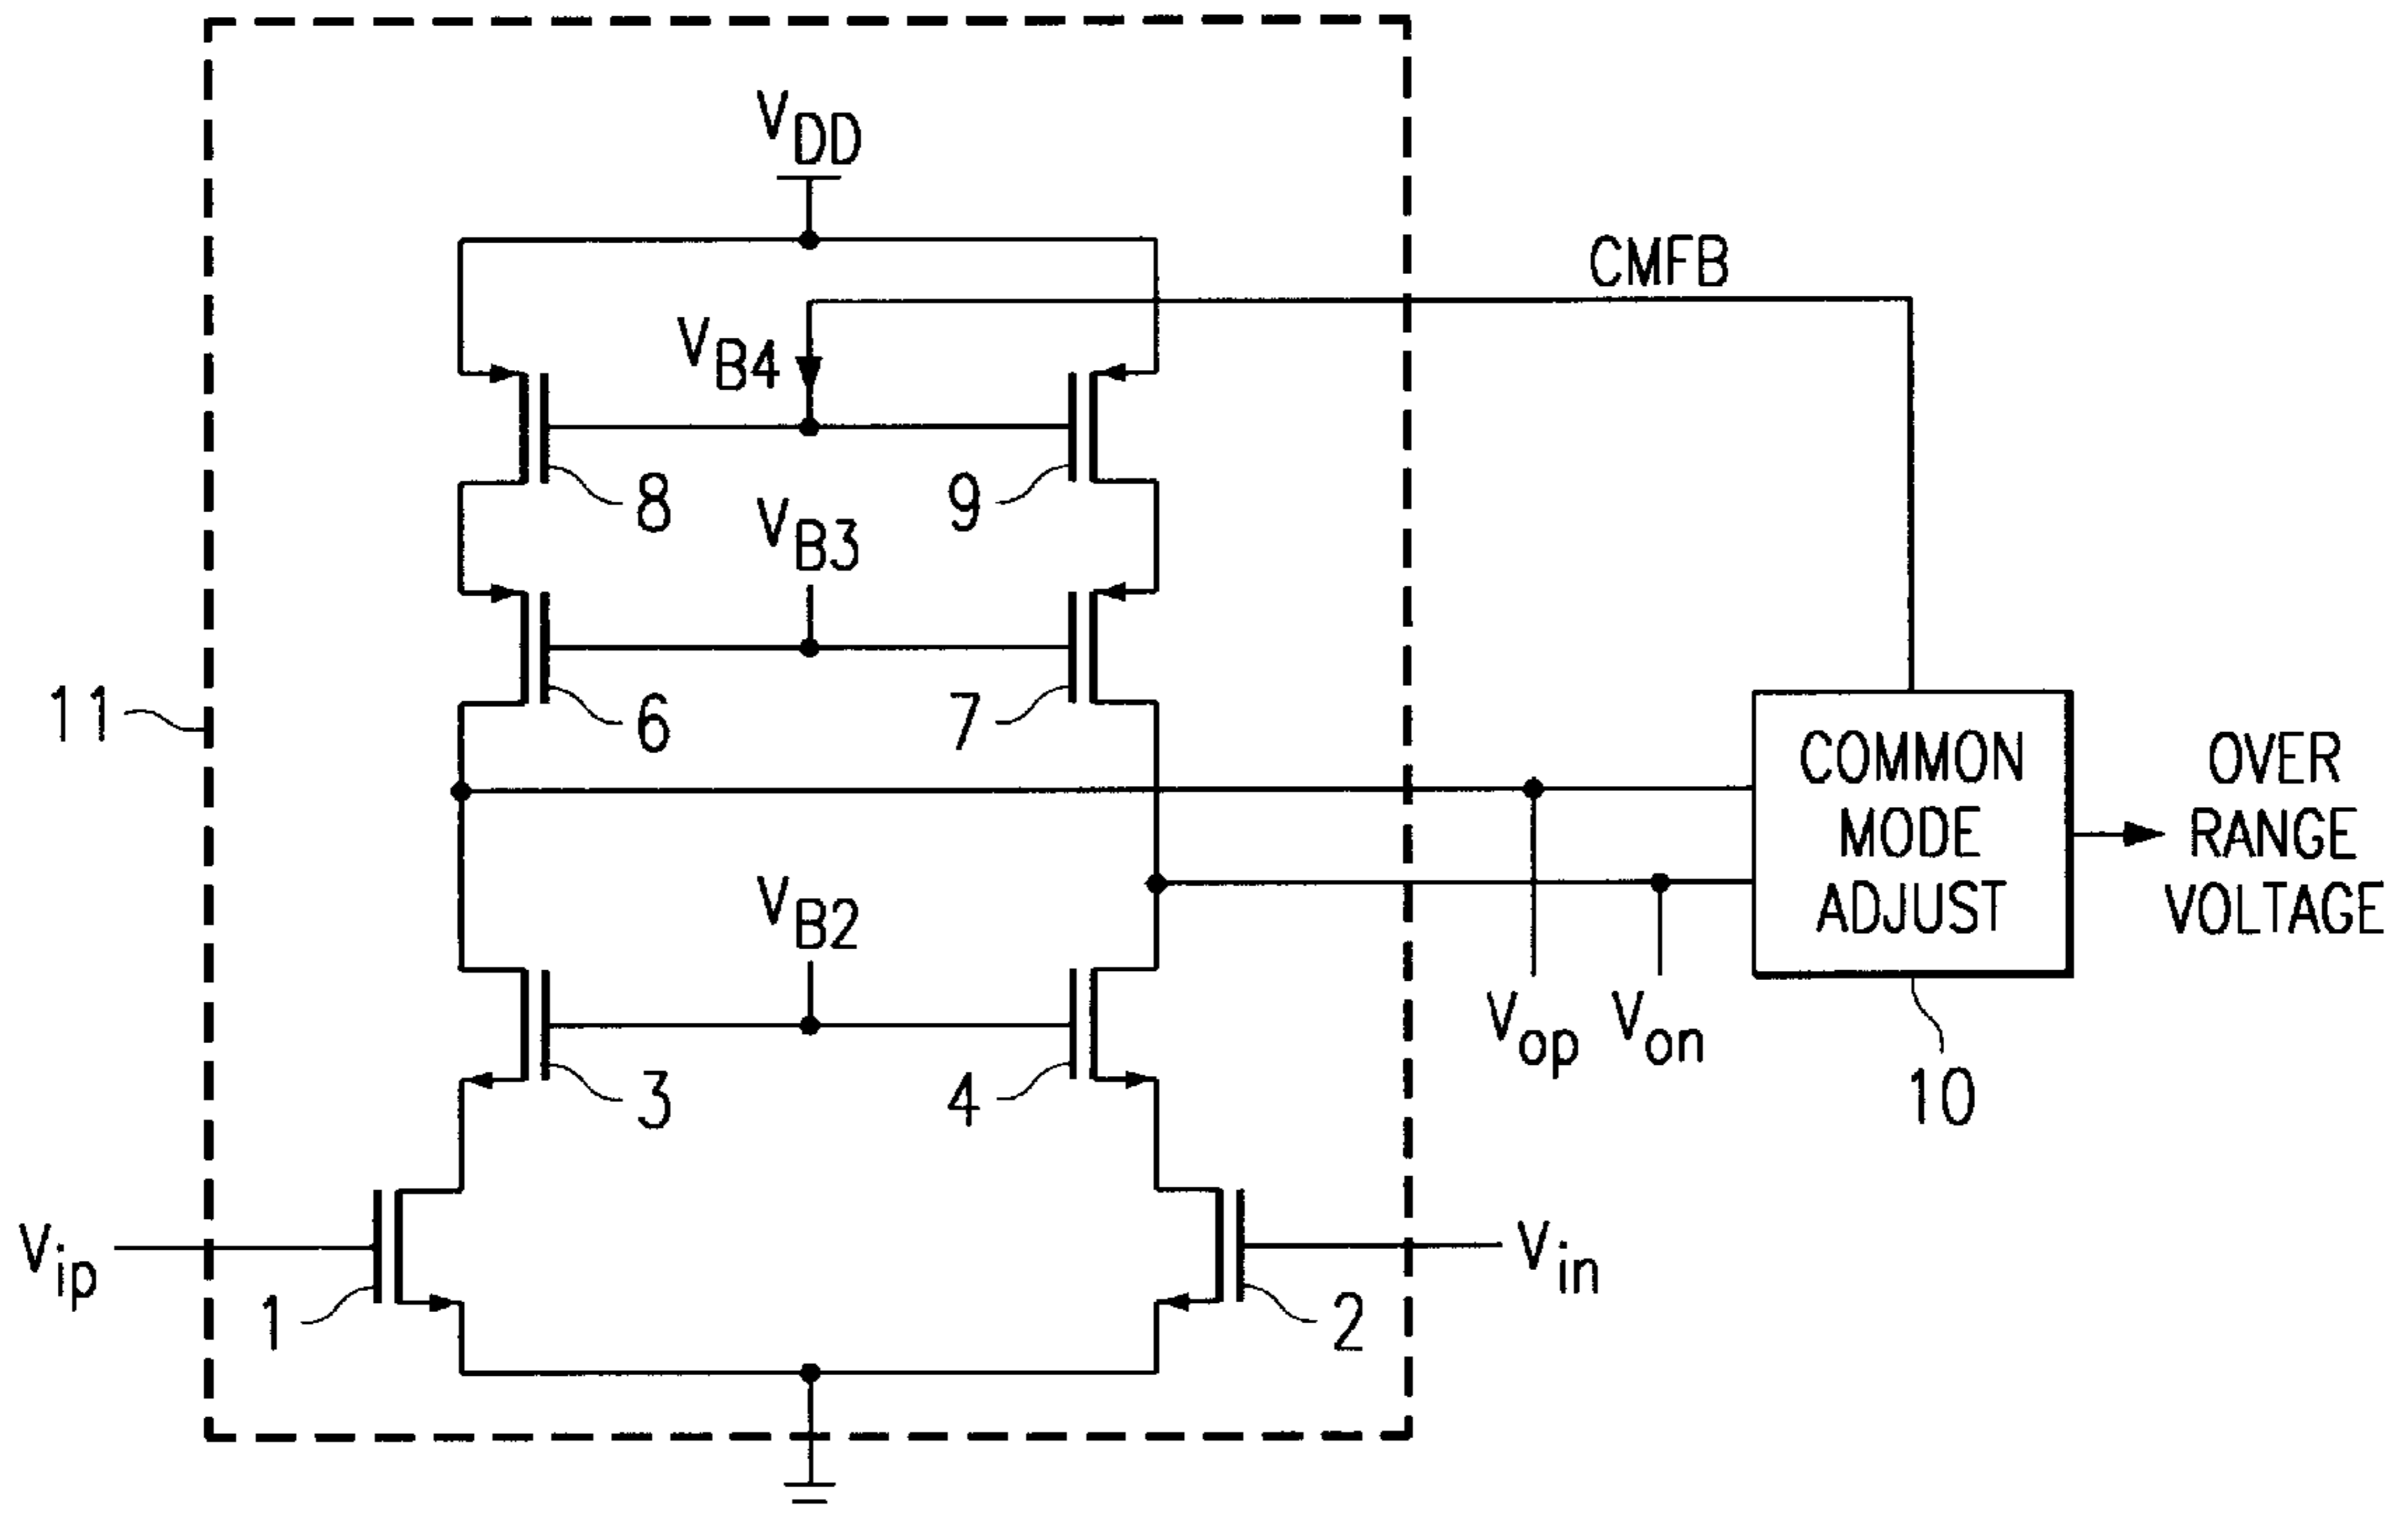 VDD
CMFB
VB4
8
9
VB3
11
6
7
COMMON
MODE
ADJUST
OVER
RANGE
VOLTAGE
VB2
Vop
Von
3
4
10
Vip
Vin
1
2